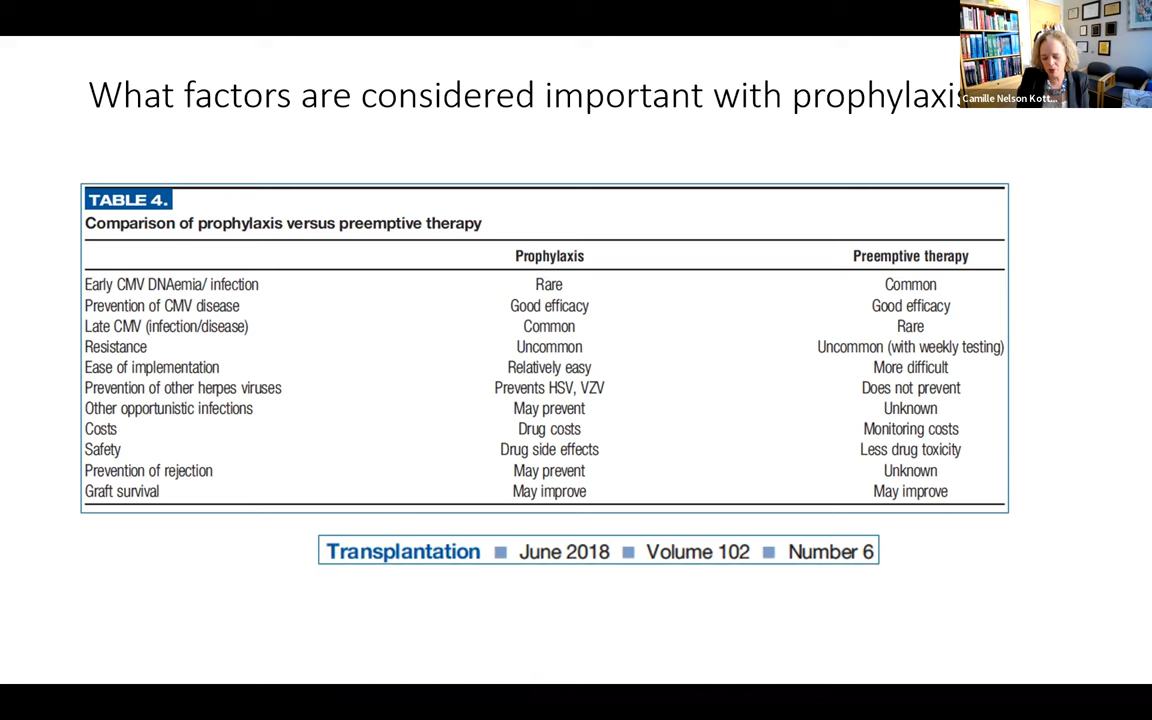 What factors are considered important with prophylaxis
Camille Nelson Kott...
TABLE 4.
Comparison of prophylaxis versus preemptive therapy
Prophylaxis Preemptive therapy
Early CMV DNAemia/ infection Rare Common
Prevention of CMV disease Good efficacy Good efficacy
Late CMV (infection/disease) Common Rare
Resistance Uncommon Uncommon (with weekly testing)
Ease of implementation Relatively easy More difficult
Prevention of other herpes viruses Prevents HSV, VZV Does not prevent
Other opportunistic infections May prevent Unknown
Costs Drug costs Monitoring costs
Safety Drug side effects Less drug toxicity
Prevention of rejection May prevent Unknown
Graft survival May improve May improve
Transplantation ■ June 2018 ■ Volume 102 ■ Number 6